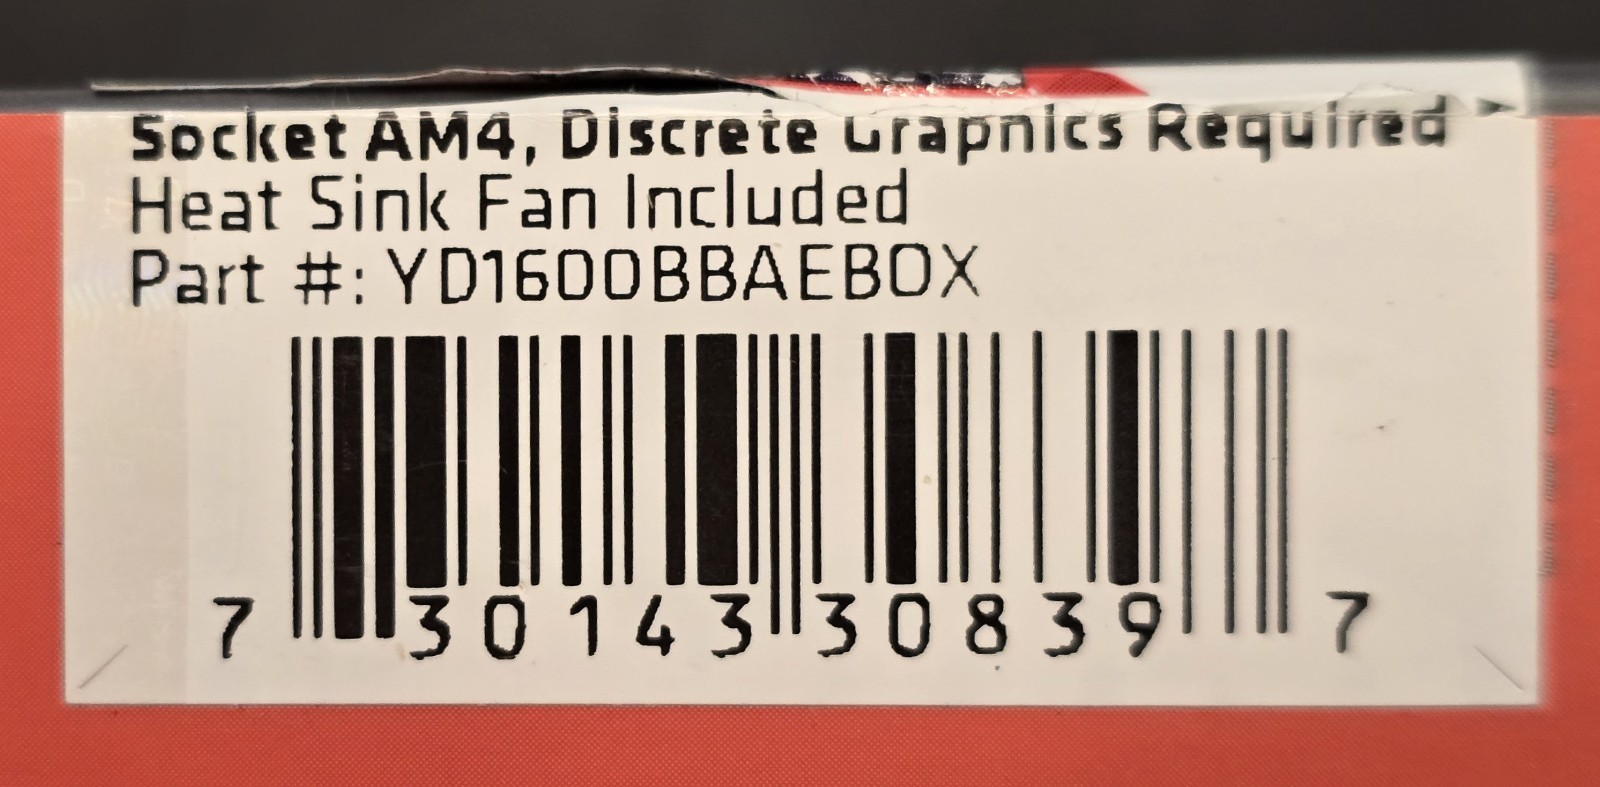 Socket AM4, Discrete Graphics Required
Heat Sink Fan Included
Part #: YD1600BBAEBOX
7 30143 30839 7